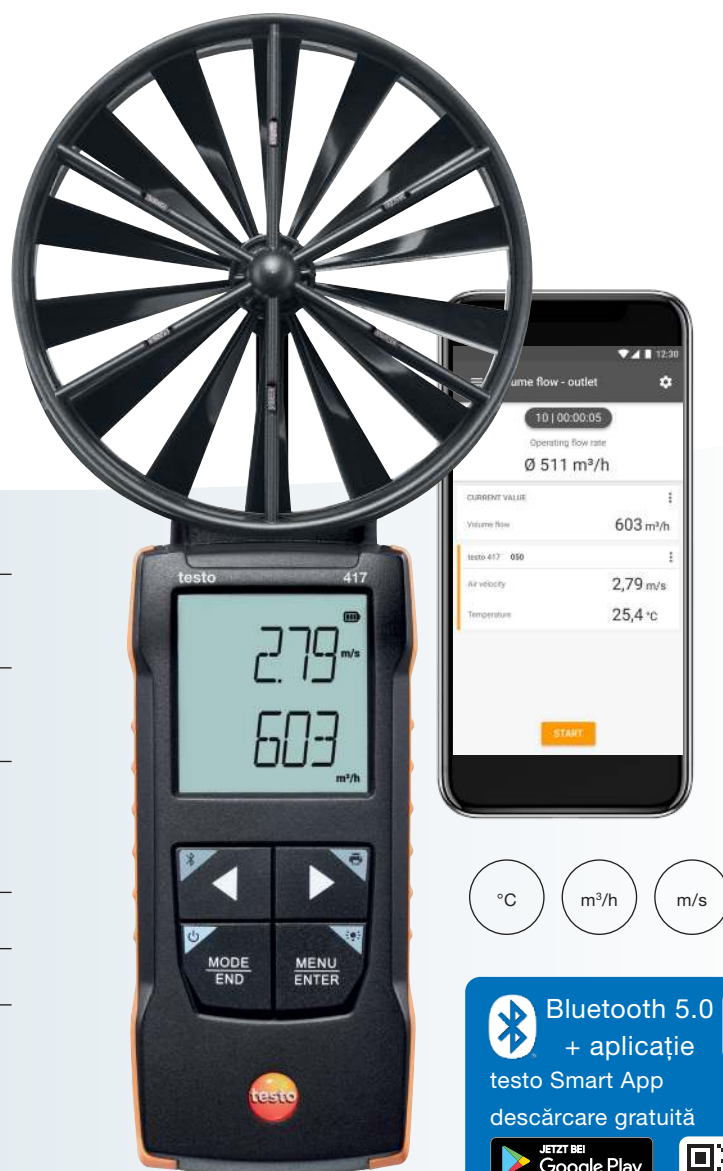 12:30
ume flow - outlet
10 | 00:00:05
Operating flow rate
Ø 511 m³/h
CURRENT VALUE
Volume flow 603 m³/h
testo 417 050
Air velocity 2,79 m/s
Temperature 25,4 °C
START
testo 417
2.79 m/s
603
m³/h
MODE
END
MENU
ENTER
testo
°C m³/h m/s
Bluetooth 5.0
+ aplicație
testo Smart App
descărcare gratuită
JETZT BEI
Google Play